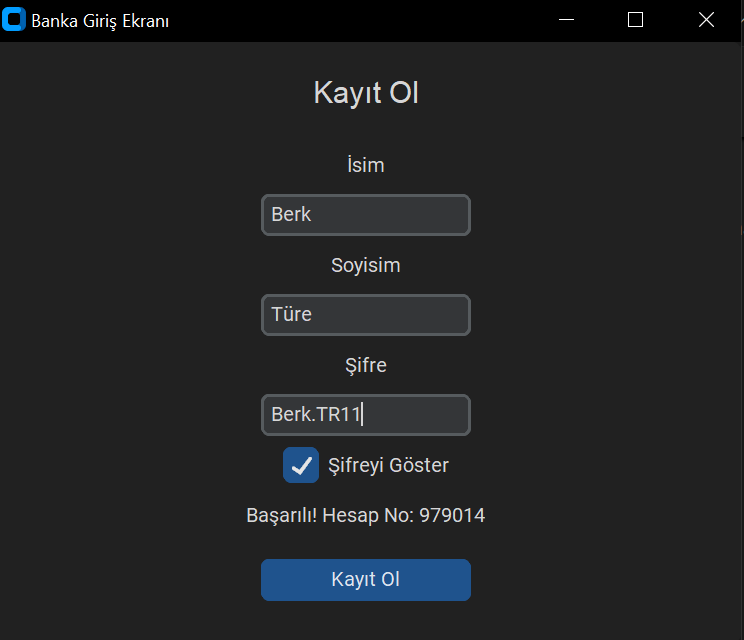 Banka Giriş Ekranı
Kayıt Ol
İsim
Berk
Soyisim
Türe
Şifre
Berk.TR11
Şifreyi Göster
Başarılı! Hesap No: 979014
Kayıt Ol